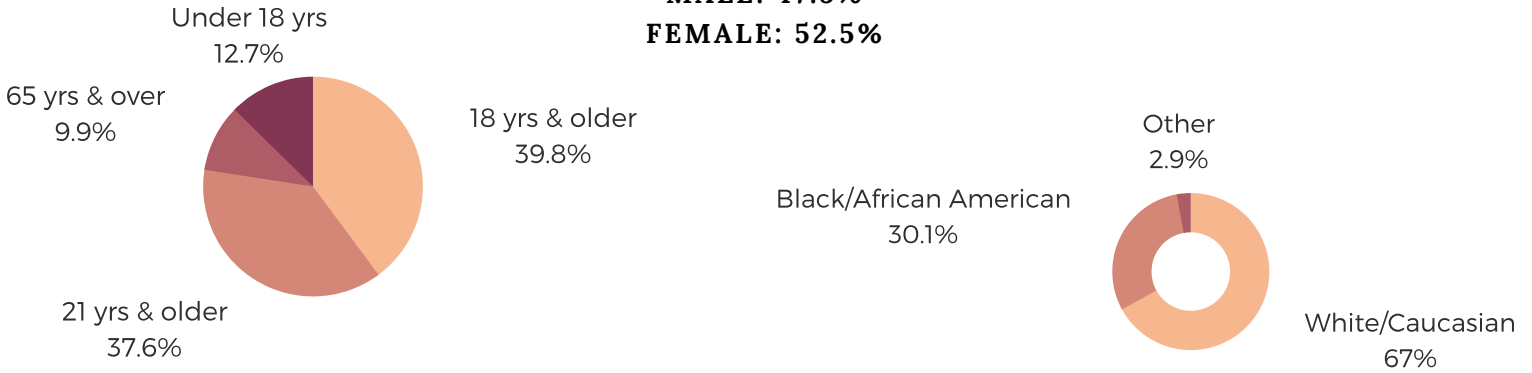 FEMALE: 52.5%
Under 18 yrs
12.7%
65 yrs & over
9.9%
18 yrs & older
39.8%
21 yrs & older
37.6%
Other
2.9%
Black/African American
30.1%
White/Caucasian
67%